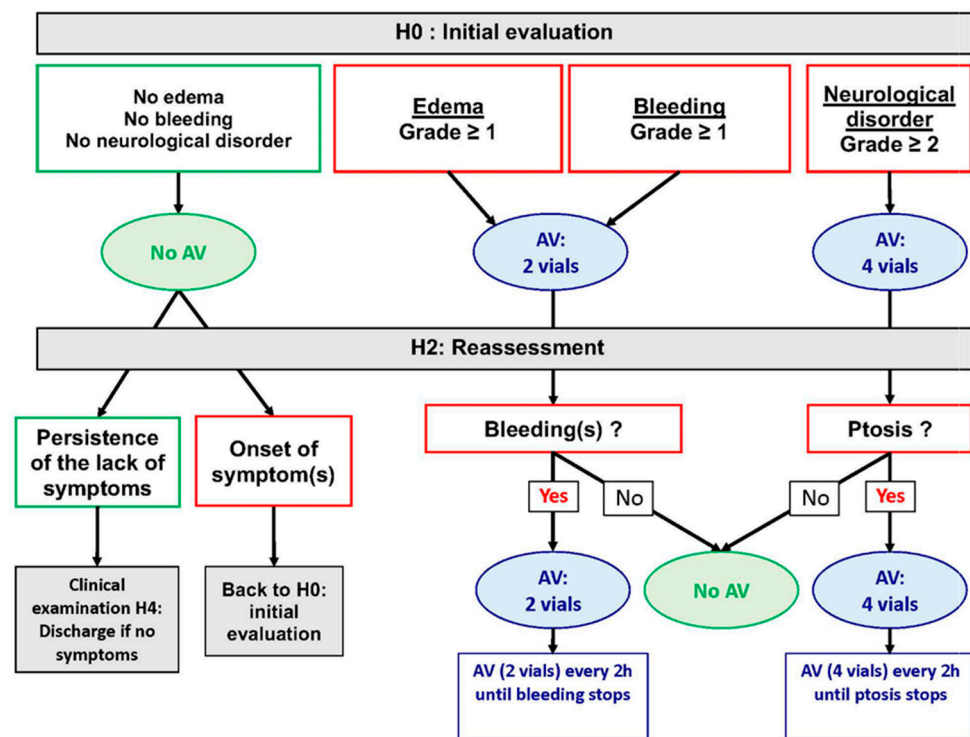 H0 : Initial evaluation
No edema
No bleeding
No neurological disorder
Edema
Grade ≥ 1
Bleeding
Grade ≥ 1
Neurological
disorder
Grade ≥ 2
No AV
AV:
2 vials
AV:
4 vials
H2: Reassessment
Persistence
of the lack of
symptoms
Onset of
symptom(s)
Bleeding(s) ?
Ptosis ?
Yes
No
No
Yes
Clinical
examination H4:
Discharge if no
symptoms
Back to H0:
initial
evaluation
AV:
2 vials
No AV
AV:
4 vials
AV (2 vials) every 2h
until bleeding stops
AV (4 vials) every 2h
until ptosis stops